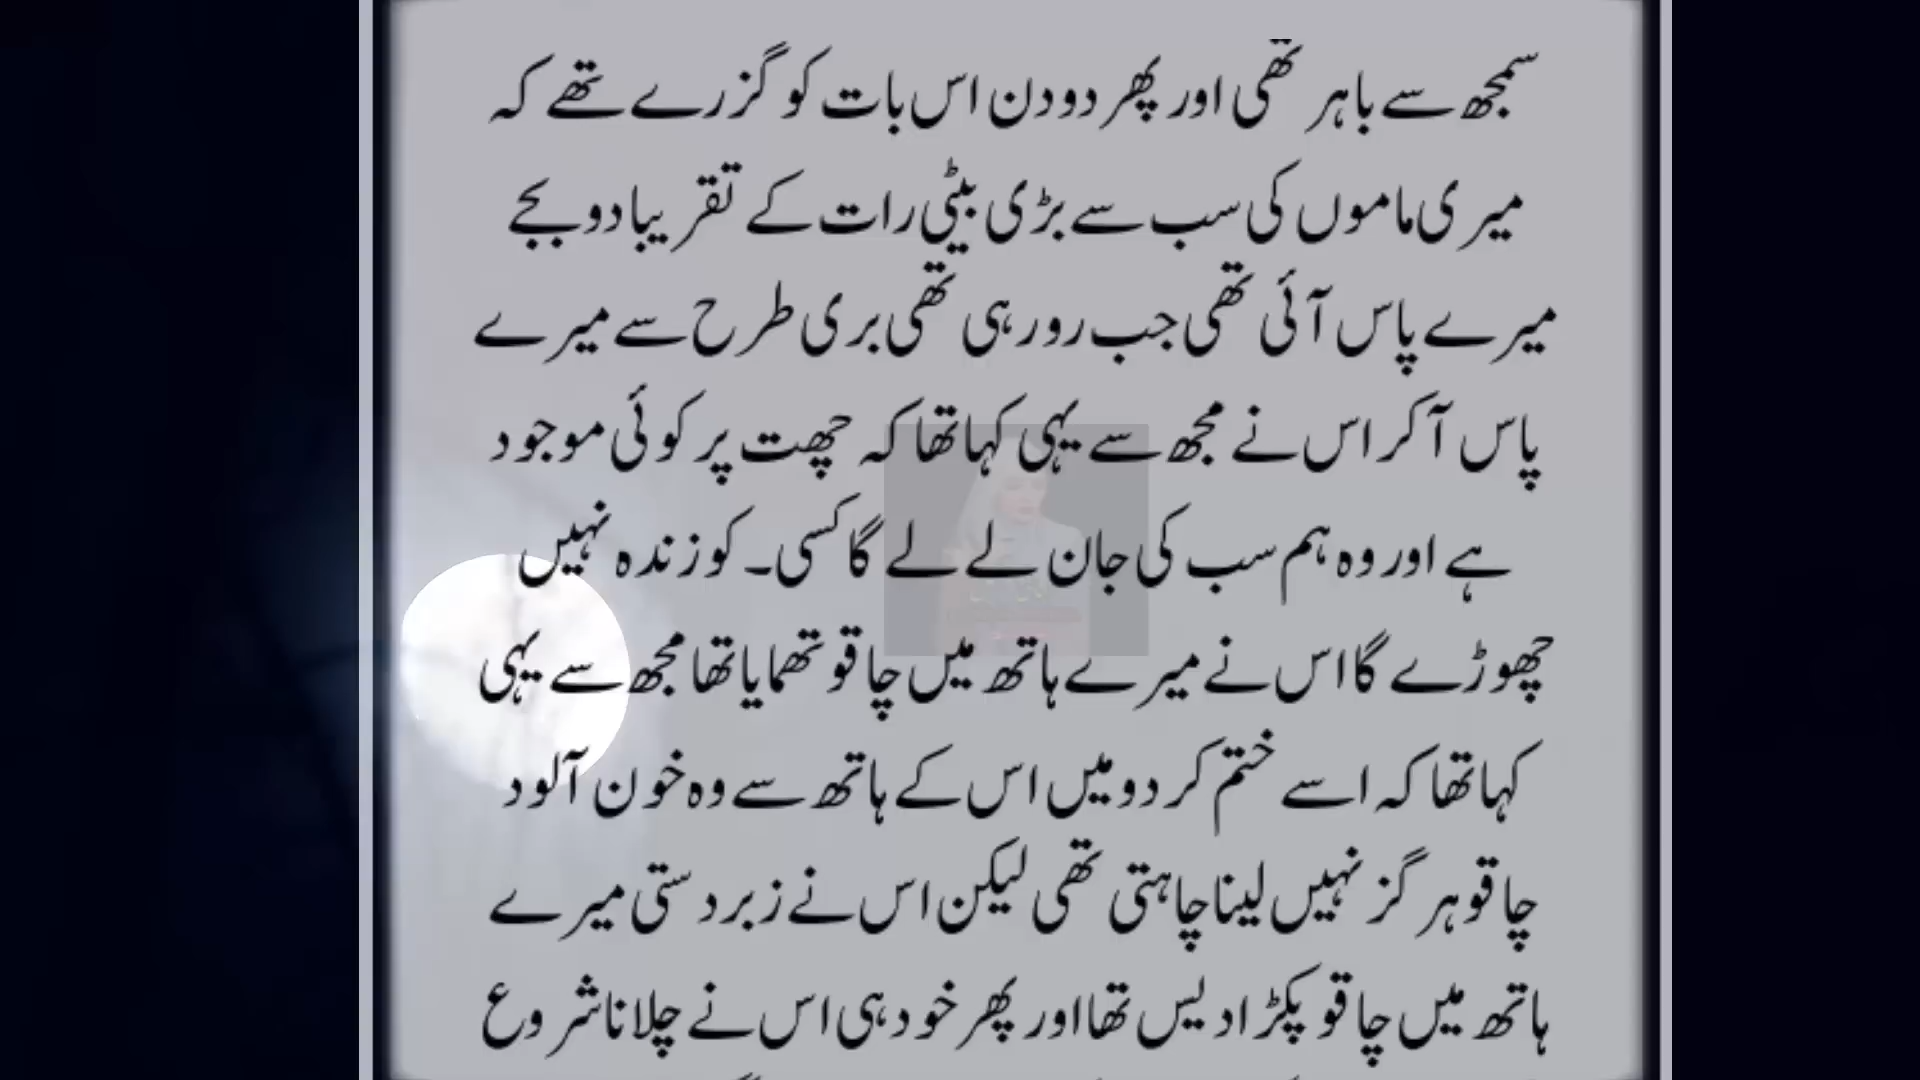 سمجھ سے باہر تھی اور پھر دو دن اس بات کو گزرے تھے کہ
میری ماموں کی سب سے بڑی بیٹی رات کے تقریبا دو بجے
میرے پاس آئی تھی جب رو رہی تھی بری طرح سے میرے
پاس آکر اس نے مجھ سے یہی کہا تھا کہ چھت پر کوئی موجود
ہے اور وہ ہم سب کی جان لے لے گا کسی۔ کو زندہ نہیں
چھوڑے گا اس نے میرے ہاتھ میں چاقو تھمایا تھا مجھ سے یہی
کہا تھا کہ اسے ختم کر دو میں اس کے ہاتھ سے وہ خون آلود
چاقو ہر گز نہیں لینا چاہتی تھی لیکن اس نے زبردستی میرے
ہاتھ میں چاقو پکڑا دیس تھا اور پھر خود ہی اس نے چلانا شروع